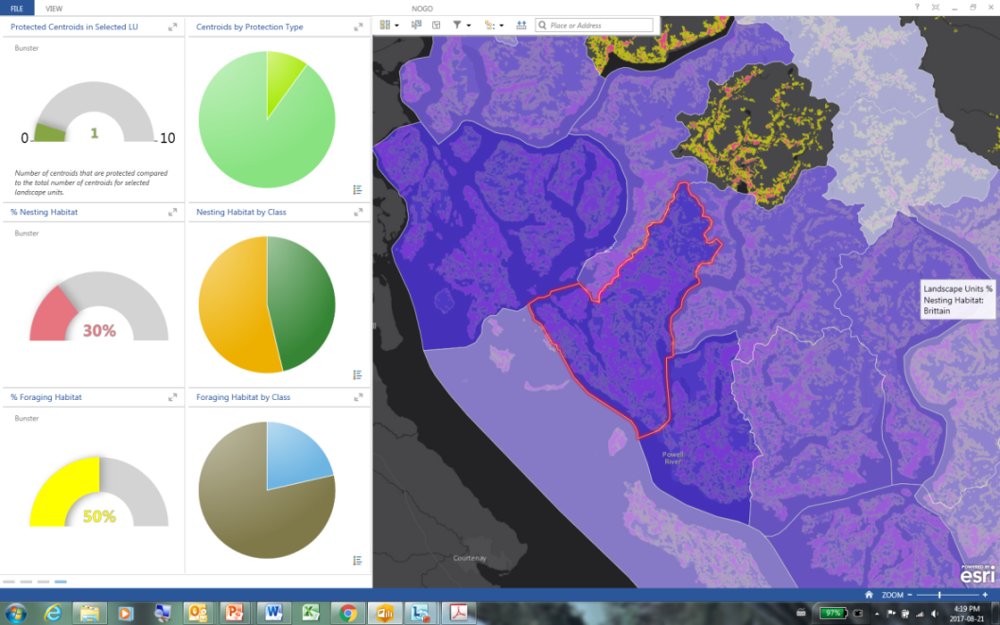 FILE
VIEW
NOGO
Protected Centroids in Selected LU
Bunster
0
1
10
Number of centroids that are protected compared
to the total number of centroids for selected
landscape units.
Centroids by Protection Type
% Nesting Habitat
Bunster
30%
Nesting Habitat by Class
% Foraging Habitat
Bunster
50%
Foraging Habitat by Class
Place or Address
Landscape Units %
Nesting Habitat:
Brittain
Powell
River
Courtenay
POWERED BY
esri
ZOOM
97%
4:19 PM
2017-08-21